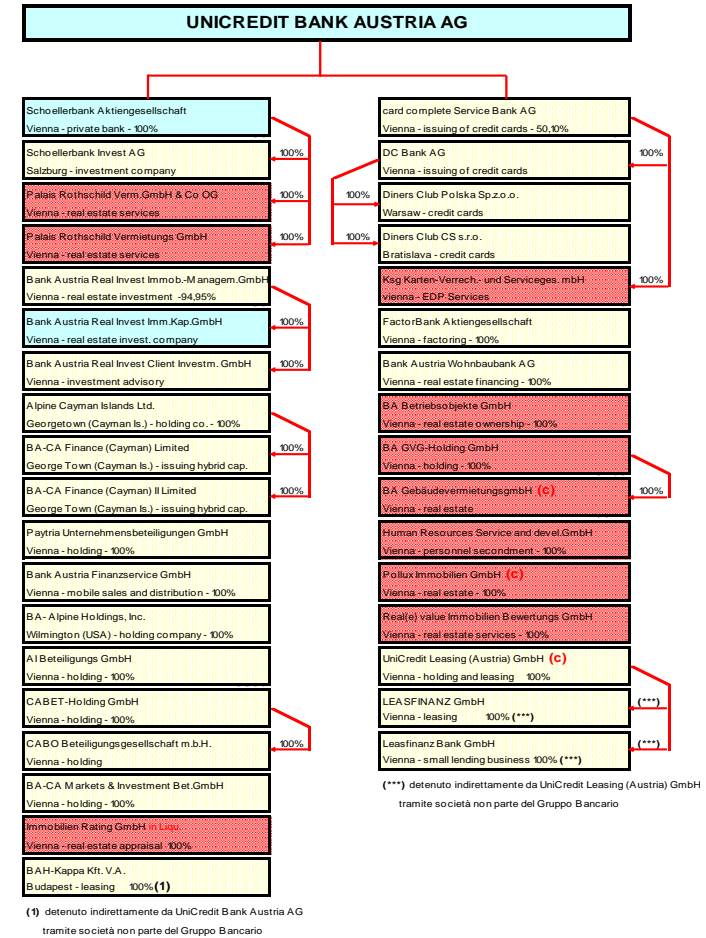 UNICREDIT BANK AUSTRIA AG
Schoellerbank Aktiengesellschaft
Vienna - private bank - 100%
Schoellerbank Invest AG
Salzburg - investment company
100%
Palais Rothschild Verm.GmbH & Co OG
Vienna - real estate services
100%
Palais Rothschild Vermietungs GmbH
Vienna - real estate services
100%
Bank Austria Real Invest Immob.-Managem.GmbH
Vienna - real estate investment -94,95%
Bank Austria Real Invest Imm.Kap.GmbH
Vienna - real estate invest. company
100%
Bank Austria Real Invest Client Investm. GmbH
Vienna - investment advisory
100%
Alpine Cayman Islands Ltd.
Georgetown (Cayman Is.) - holding co. - 100%
BA-CA Finance (Cayman) Limited
George Town (Cayman Is.) - issuing hybrid cap.
100%
BA-CA Finance (Cayman) II Limited
George Town (Cayman Is.) - issuing hybrid cap.
100%
Paytria Unternehmensbeteiligungen GmbH
Vienna - holding - 100%
Bank Austria Finanzservice GmbH
Vienna - mobile sales and distribution - 100%
BA- Alpine Holdings, Inc.
Wilmington (USA) - holding company - 100%
AI Beteiligungs GmbH
Vienna - holding - 100%
CABET-Holding GmbH
Vienna - holding - 100%
CABO Beteiligungsgesellschaft m.b.H.
Vienna - holding
100%
BA-CA Markets & Investment Bet.GmbH
Vienna - holding - 100%
Immobilien Rating GmbH in Liqu.
Vienna - real estate appraisal 100%
BAH-Kappa Kft. V.A.
Budapest - leasing 100% (1)
(1) detenuto indirettamente da UniCredit Bank Austria AG
tramite società non parte del Gruppo Bancario
card complete Service Bank AG
Vienna - issuing of credit cards - 50,10%
DC Bank AG
Vienna - issuing of credit cards
100%
Diners Club Polska Sp.z.o.o.
Warsaw - credit cards
100%
Diners Club CS s.r.o.
Bratislava - credit cards
100%
Ksg Karten-Verrech.- und Serviceges. mbH
vienna - EDP Services
100%
FactorBank Aktiengesellschaft
Vienna - factoring - 100%
Bank Austria Wohnbaubank AG
Vienna - real estate financing - 100%
BA Betriebsobjekte GmbH
Vienna - real estate ownership - 100%
BA GVG-Holding GmbH
Vienna - holding - 100%
BA GebäudevermietungsgmbH (c)
Vienna - real estate
100%
Human Resources Service and devel.GmbH
Vienna - personnel secondment - 100%
Pollux Immobilien GmbH (c)
Vienna - real estate - 100%
Real(e) value Immobilien Bewertungs GmbH
Vienna - real estate services - 100%
UniCredit Leasing (Austria) GmbH (c)
Vienna - holding and leasing 100%
LEASFINANZ GmbH
Vienna - leasing 100% (***)
(***)
Leasfinanz Bank GmbH
Vienna - small lending business 100% (***)
(***)
(***) detenuto indirettamente da UniCredit Leasing (Austria) GmbH
tramite società non parte del Gruppo Bancario